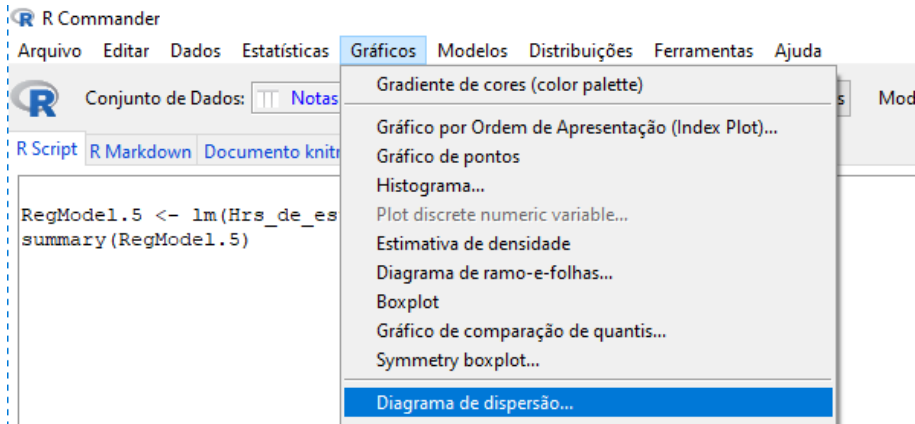 R Commander
Arquivo Editar Dados Estatísticas Gráficos Modelos Distribuições Ferramentas Ajuda
R Conjunto de Dados: Notas
Gradiente de cores (color palette)
Gráfico por Ordem de Apresentação (Index Plot)...
R Script R Markdown Documento knitr
Gráfico de pontos
Histograma...
RegModel.5 <- lm(Hrs_de_es
Plot discrete numeric variable...
summary(RegModel.5)
Estimativa de densidade
Diagrama de ramo-e-folhas...
Boxplot
Gráfico de comparação de quantis...
Symmetry boxplot...
Diagrama de dispersão...